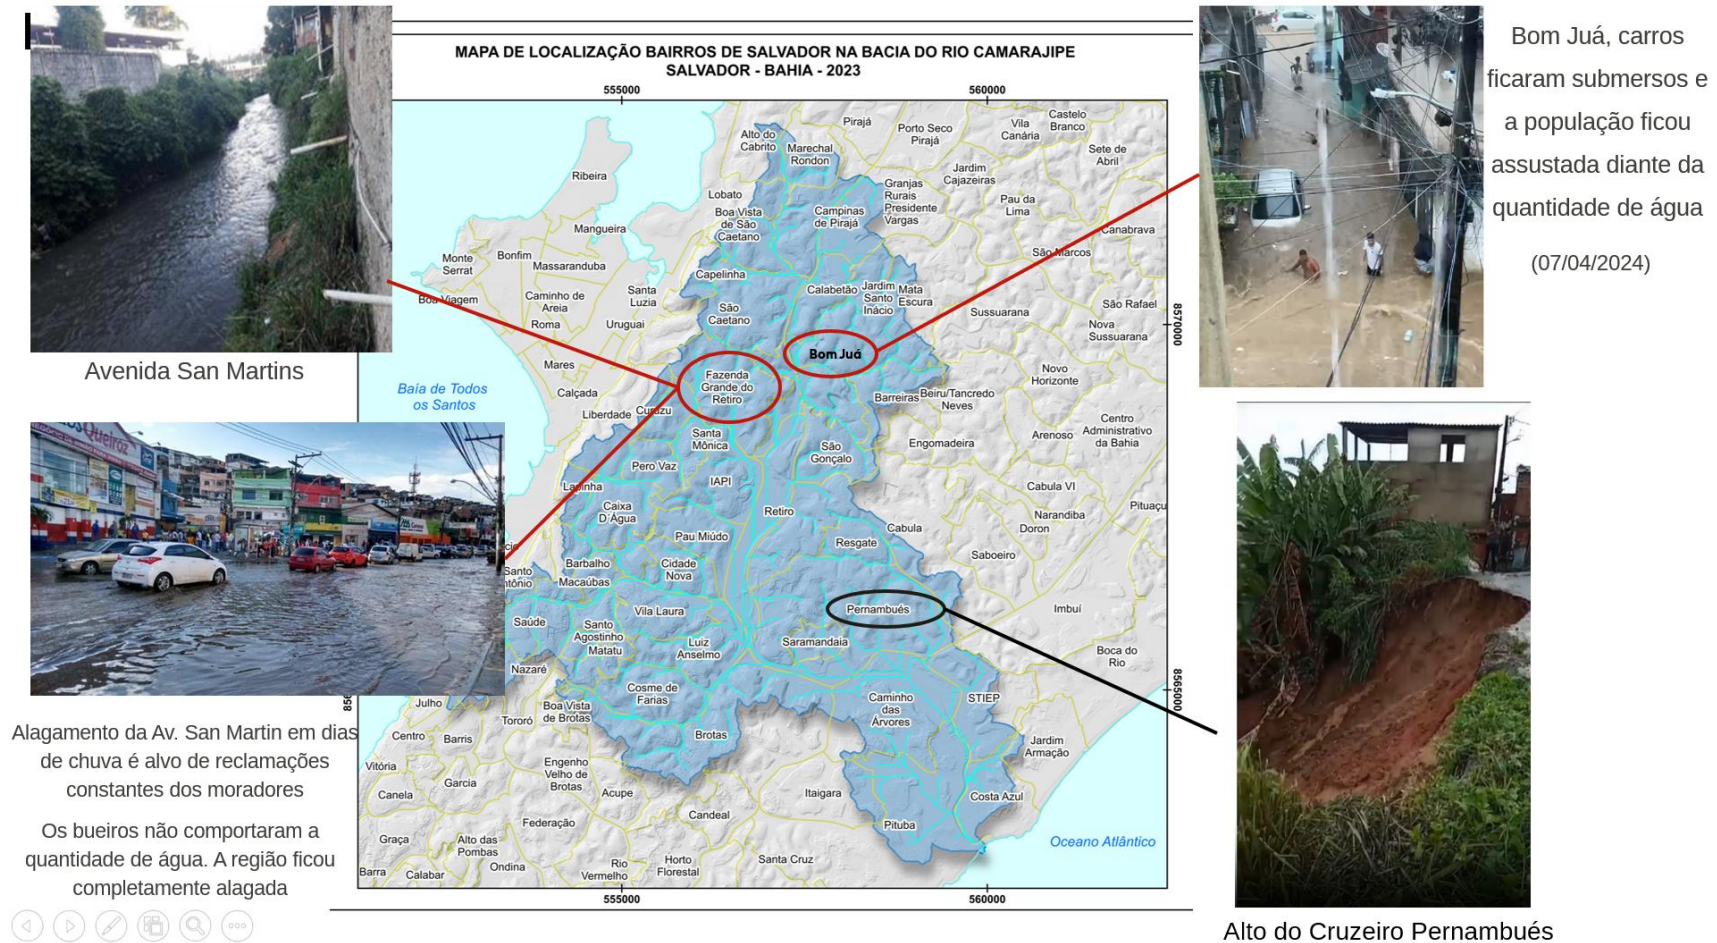 MAPA DE LOCALIZAÇÃO BAIRROS DE SALVADOR NA BACIA DO RIO CAMARAJIPE
SALVADOR - BAHIA - 2023
555000
560000
Alto do
Cabrito
Marechal
Rondon
Pirajá
Porto Seco
Pirajá
Vila
Canária
Castelo
Branco
Sete de
Abril
Jardim
Cajazeiras
Ribeira
Lobato
Granjas
Rurais
Presidente
Vargas
Pau da
Lima
Boa Vista
de São
Caetano
Campinas
de Pirajá
Mangueira
Canabrava
Bonfim
Monte
Serrat
Massaranduba
São Marcos
Capelinha
Boa Viagem
Caminho de
Areia
Santa
Luzia
Calabetão
Jardim
Santo
Inácio
Mata
Escura
São Rafael
Roma
Uruguai
São
Caetano
Sussuarana
Nova
Sussuarana
8570000
Bom Juá
Mares
Fazenda
Grande do
Retiro
Novo
Horizonte
Baía de Todos
os Santos
Calçada
Barreiras
Beiru/Tancredo
Neves
Liberdade
Curuzu
Centro
Administrativo
da Bahia
Santa
Mônica
São
Gonçalo
Engomadeira
Arenoso
Pero Vaz
IAPI
Lapinha
Cabula VI
Caixa
D´Água
Retiro
Narandiba
Pituaçu
Doron
Pau Miúdo
Cabula
Resgate
Saboeiro
Barbalho
Cidade
Nova
Santo
Macaúbas
Vila Laura
Pernambués
Imbuí
Saúde
Santo
Agostinho
Matatu
Luiz
Anselmo
Saramandaia
Boca do
Rio
Nazaré
Cosme de
Farias
Caminho
das
Árvores
STIEP
8565000
Julho
Tororó
Boa Vista
de Brotas
Brotas
Jardim
Armação
Centro
Barris
Vitória
Garcia
Canela
Engenho
Velho de
Brotas
Acupe
Itaigara
Costa Azul
Candeal
Federação
Pituba
Graça
Alto das
Pombas
Oceano Atlântico
Barra
Calabar
Ondina
Rio
Vermelho
Horto
Florestal
Santa Cruz
555000
560000
Avenida San Martins
Alagamento da Av. San Martin em dias
de chuva é alvo de reclamações
constantes dos moradores
Os bueiros não comportaram a
quantidade de água. A região ficou
completamente alagada
Bom Juá, carros
ficaram submersos e
a população ficou
assustada diante da
quantidade de água
(07/04/2024)
Alto do Cruzeiro Pernambués